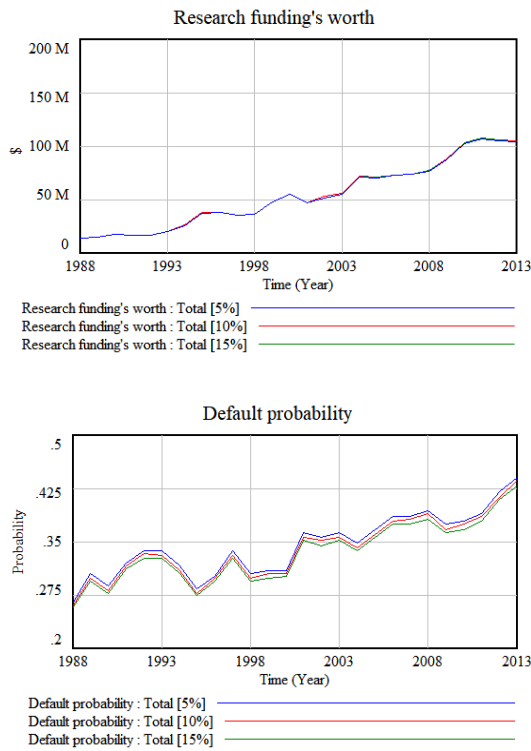 Research funding's worth
200 M
150 M
$
100 M
50 M
0
1988 1993 1998 2003 2008 2013
Time (Year)
Research funding's worth : Total [5%]
Research funding's worth : Total [10%]
Research funding's worth : Total [15%]
Default probability
.5
.425
Probability
.35
.275
.2
1988 1993 1998 2003 2008 2013
Time (Year)
Default probability : Total [5%]
Default probability : Total [10%]
Default probability : Total [15%]